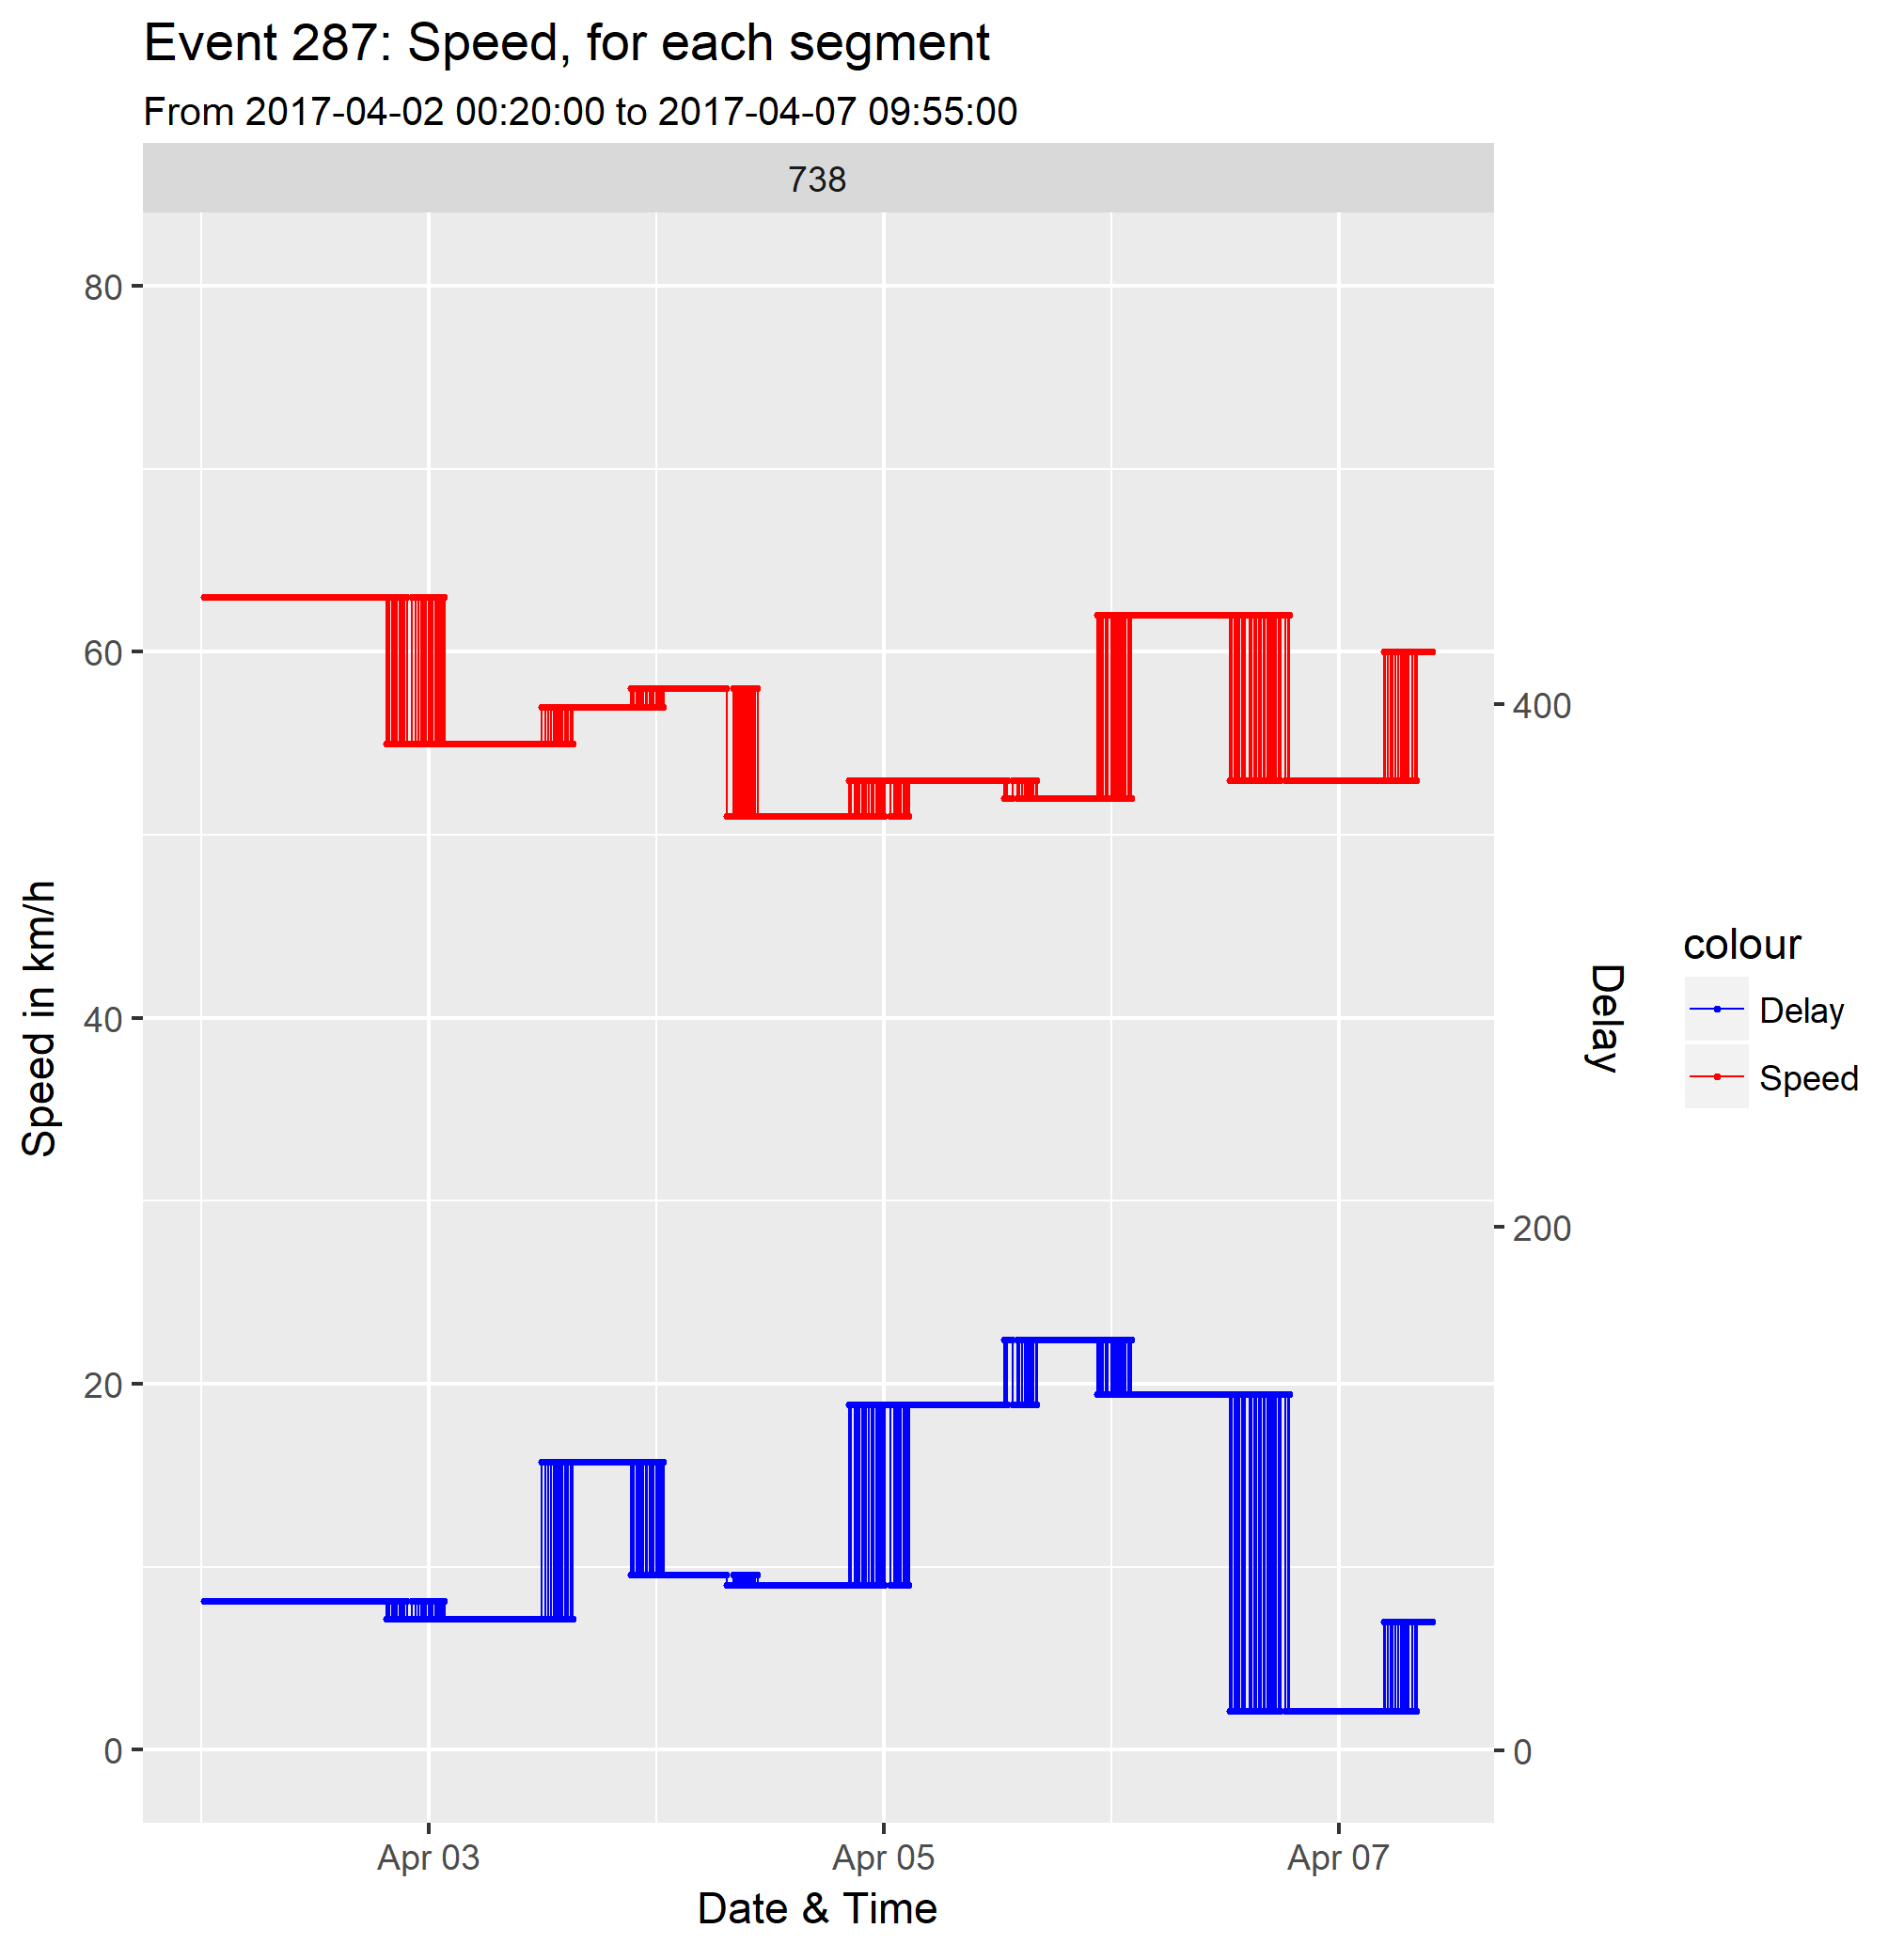 Event 287: Speed, for each segment
From 2017-04-02 00:20:00 to 2017-04-07 09:55:00
738
80
60
40
20
0
Speed in km/h
400
200
0
Delay
colour
Delay
Speed
Apr 03
Apr 05
Apr 07
Date & Time